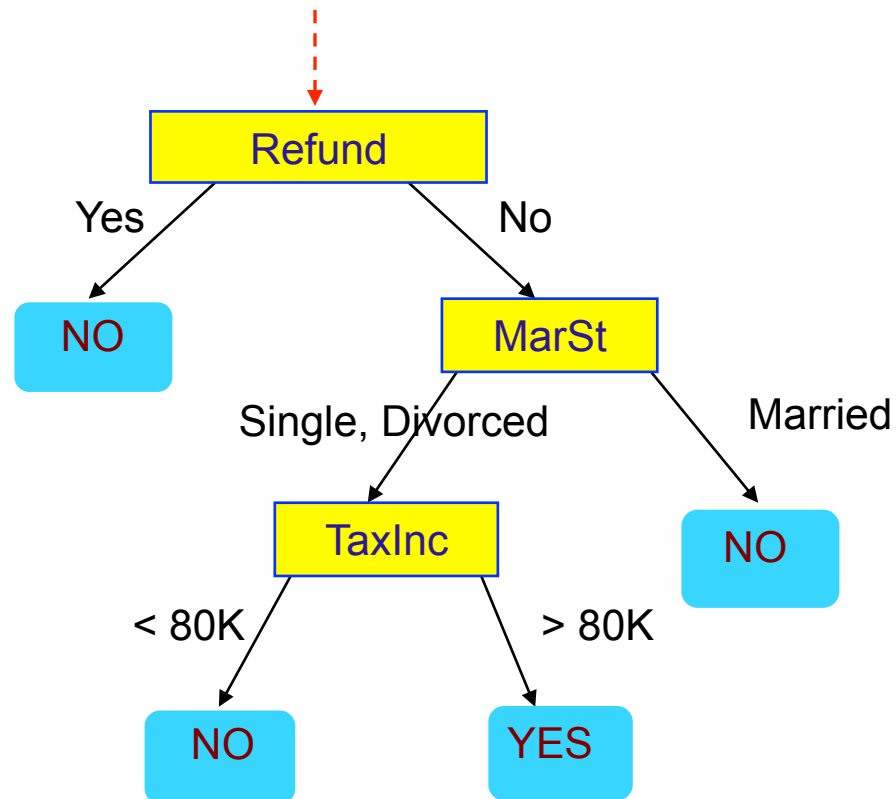 Refund
Yes
No
NO
MarSt
Single, Divorced
Married
TaxInc
NO
< 80K
> 80K
NO
YES